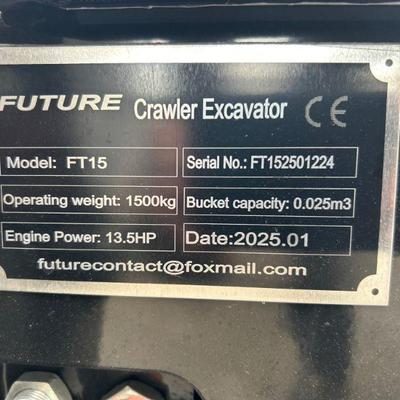 FUTURE Crawler Excavator CE
Model: FT15 Serial No.: FT152501224
Operating weight: 1500kg Bucket capacity: 0.025m3
Engine Power: 13.5HP Date:2025.01
futurecontact@foxmail.com